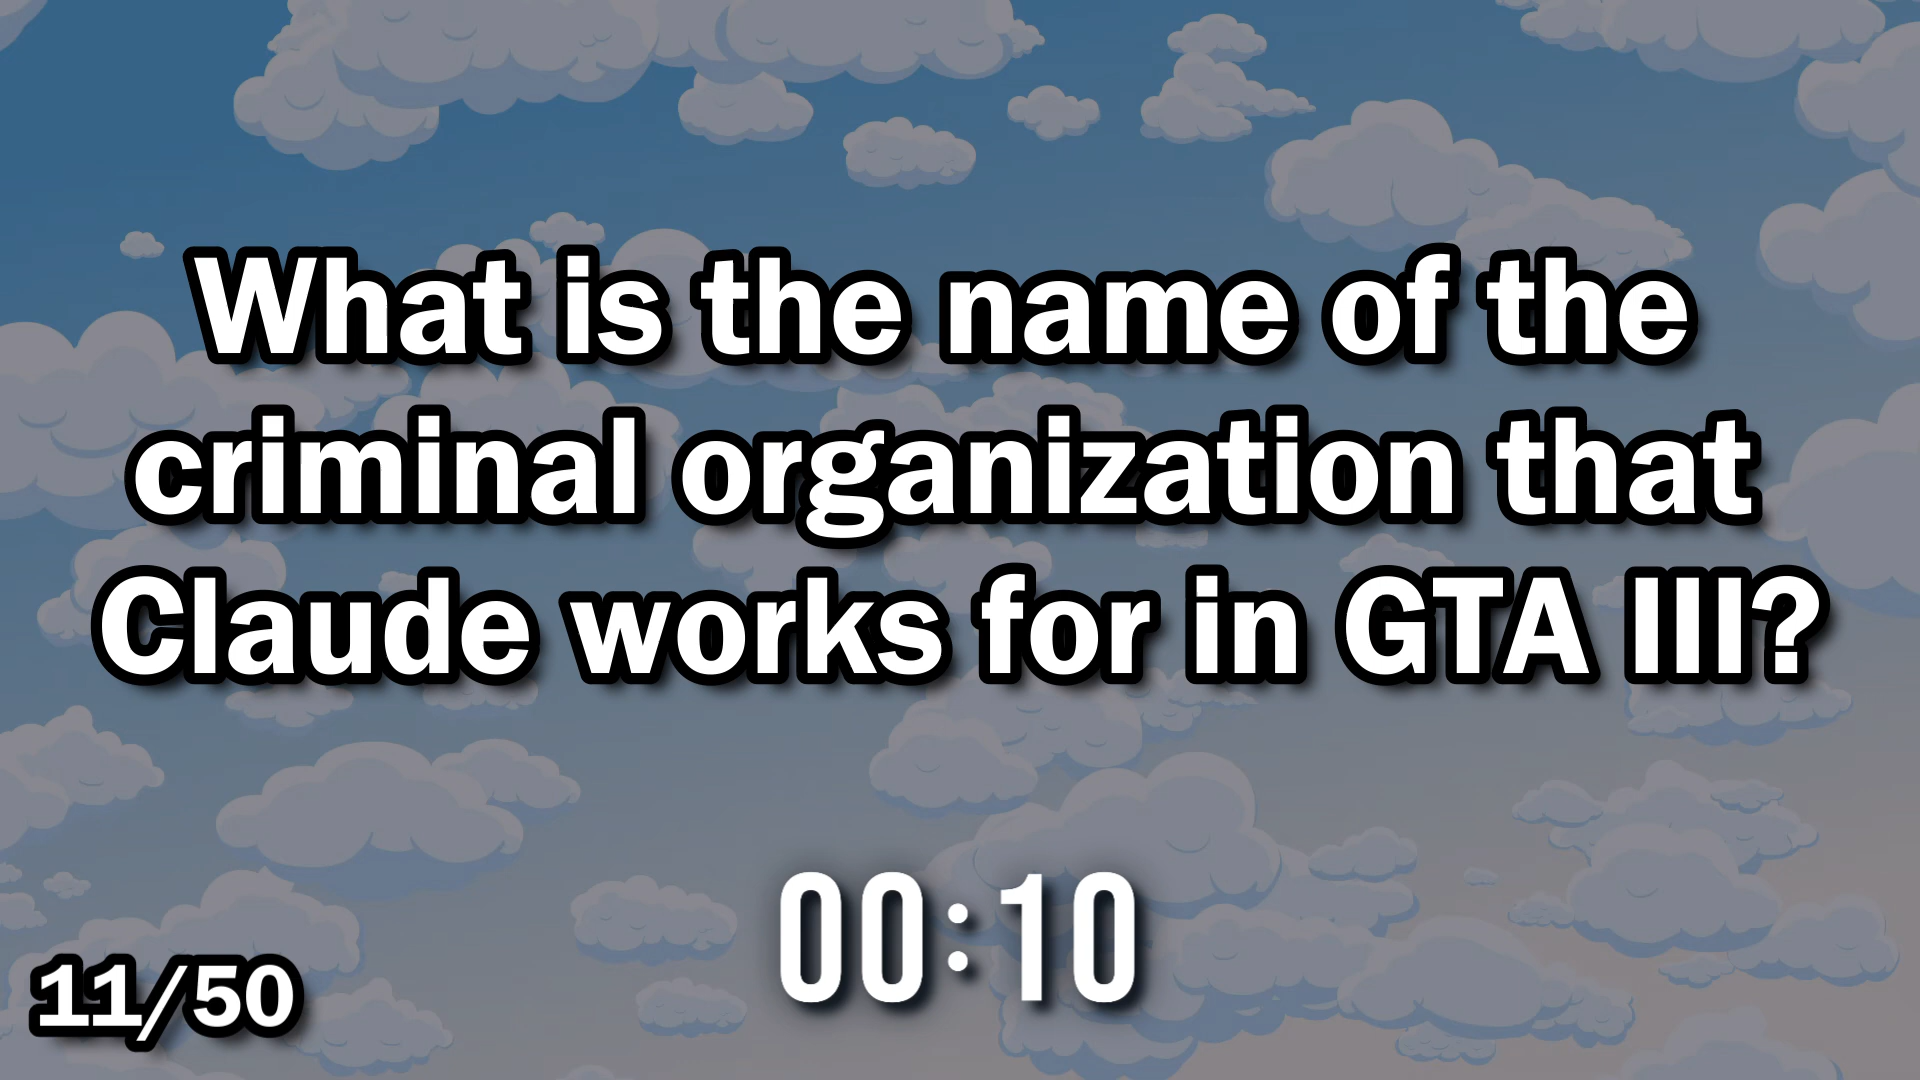 What is the name of the
criminal organization that
Claude works for in GTA III?
00:10
11/50